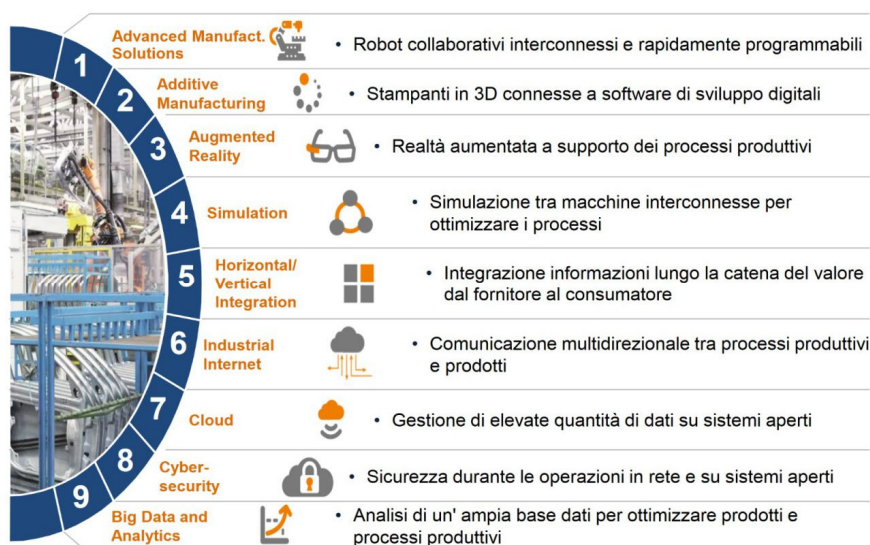 1
Advanced Manufact.
Solutions
• Robot collaborativi interconnessi e rapidamente programmabili
2
Additive
Manufacturing
• Stampanti in 3D connesse a software di sviluppo digitali
3
Augmented
Reality
• Realtà aumentata a supporto dei processi produttivi
4
Simulation
• Simulazione tra macchine interconnesse per
ottimizzare i processi
5
Horizontal/
Vertical
Integration
• Integrazione informazioni lungo la catena del valore
dal fornitore al consumatore
6
Industrial
Internet
• Comunicazione multidirezionale tra processi produttivi
e prodotti
7
Cloud
• Gestione di elevate quantità di dati su sistemi aperti
8
Cyber-
security
• Sicurezza durante le operazioni in rete e su sistemi aperti
9
Big Data and
Analytics
• Analisi di un' ampia base dati per ottimizzare prodotti e
processi produttivi